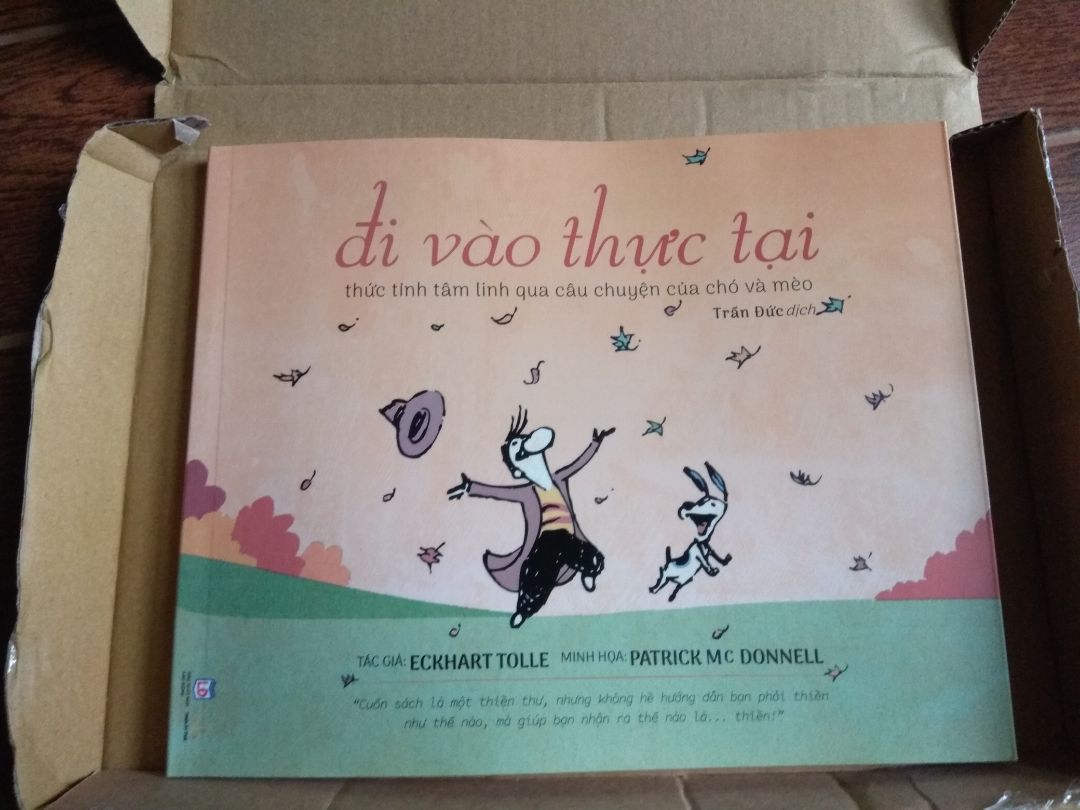 đi vào thực tại
thức tỉnh tâm linh qua câu chuyện của chó và mèo
Trần Đức dịch
TÁC GIẢ: ECKHART TOLLE MINH HỌA: PATRICK MC DONNELL
"Cuốn sách là một thiền thư, nhưng không hề hướng dẫn bạn phải thiền
như thế nào, mà giúp bạn nhận ra thế nào là... thiền!"